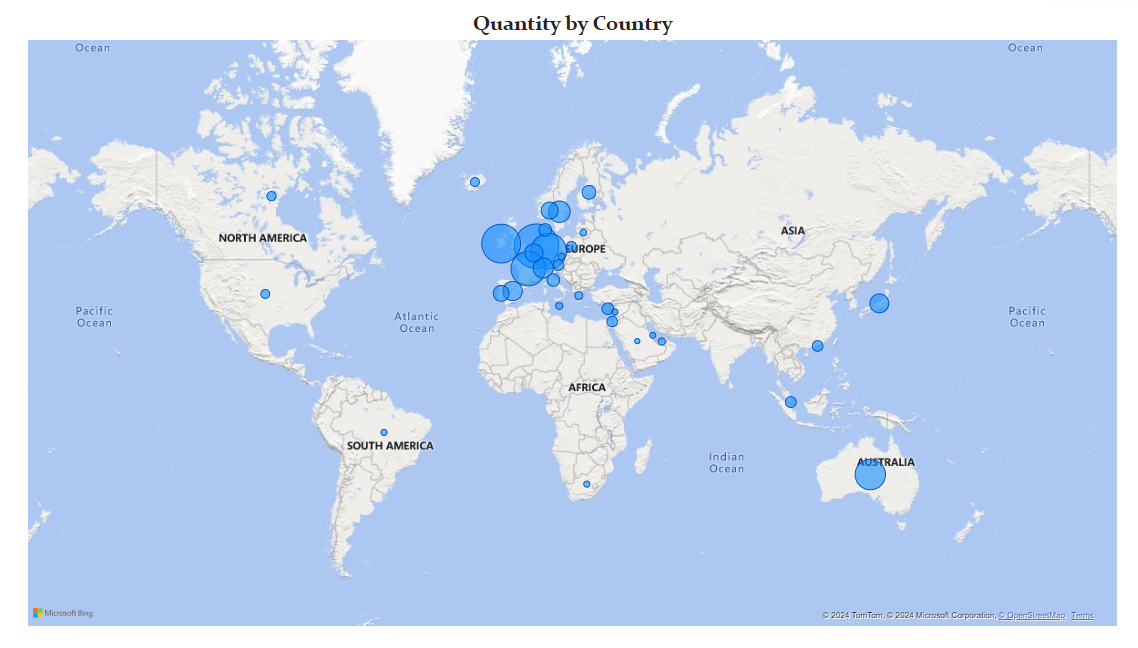 Quantity by Country
Ocean
Ocean
NORTH AMERICA
ASIA
EUROPE
Pacific
Ocean
Atlantic
Ocean
Pacific
Ocean
AFRICA
SOUTH AMERICA
Indian
Ocean
AUSTRALIA
Microsoft Bing
© 2024 TomTom, © 2024 Microsoft Corporation, © OpenStreetMap Terms